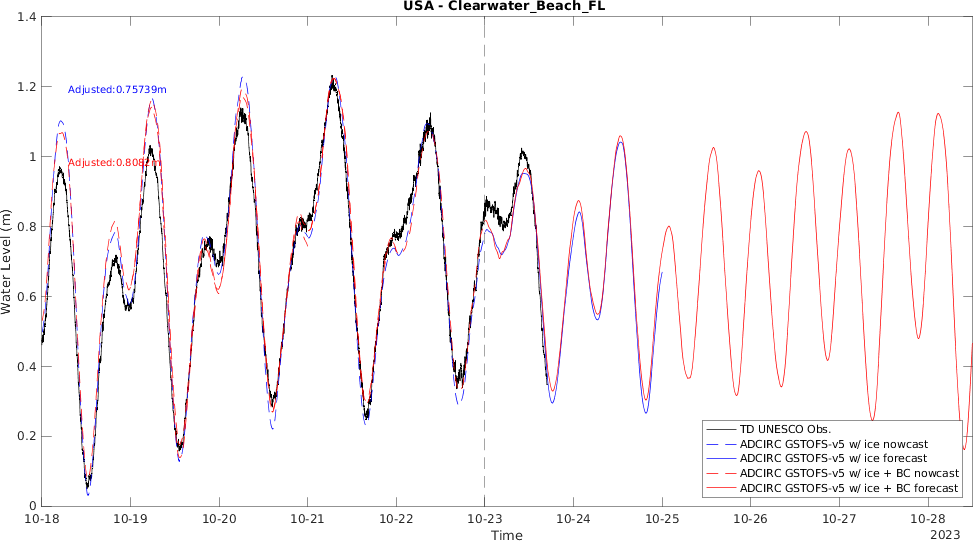 USA - Clearwater_Beach_FL
1.4
1.2
1
0.8
0.6
0.4
0.2
0
Water Level (m)
Adjusted:0.75739m
TD UNESCO Obs.
ADCIRC GSTOFS-v5 w/ ice nowcast
ADCIRC GSTOFS-v5 w/ ice forecast
ADCIRC GSTOFS-v5 w/ ice + BC nowcast
ADCIRC GSTOFS-v5 w/ ice + BC forecast
10-18 10-19 10-20 10-21 10-22 10-23 10-24 10-25 10-26 10-27 10-28
2023
Time